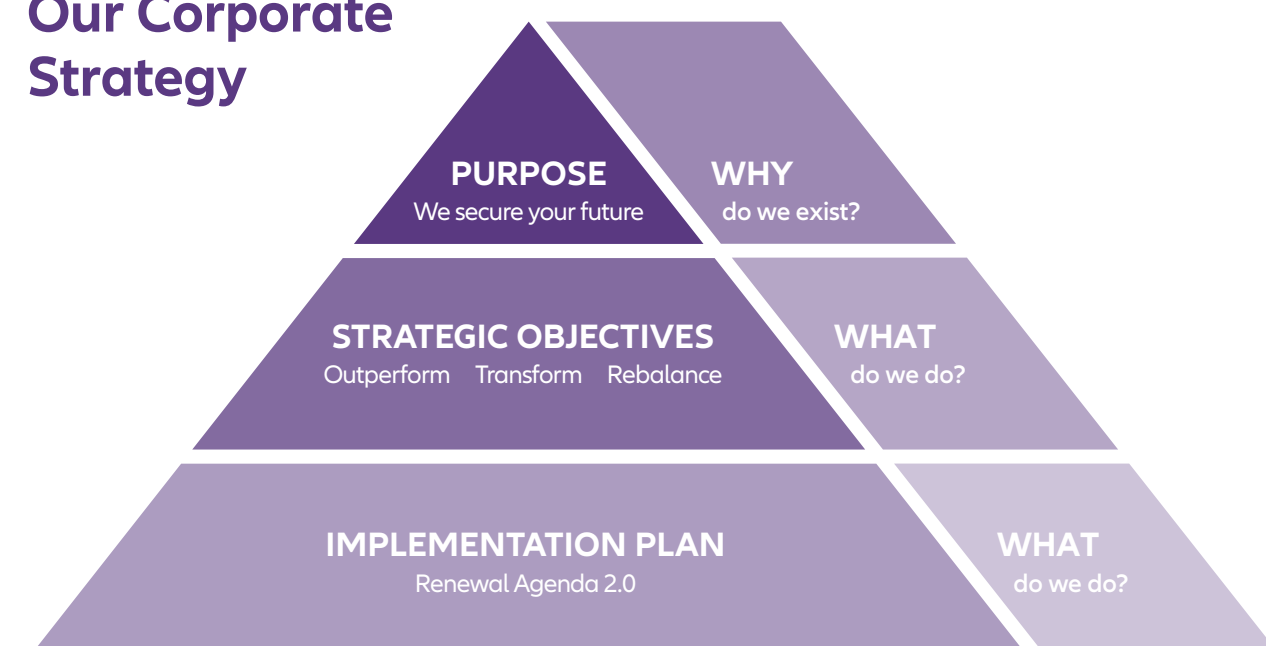 Our Corporate
Strategy
PURPOSE
We secure your future
WHY
do we exist?
STRATEGIC OBJECTIVES
Outperform Transform Rebalance
WHAT
do we do?
IMPLEMENTATION PLAN
Renewal Agenda 2.0
WHAT
do we do?